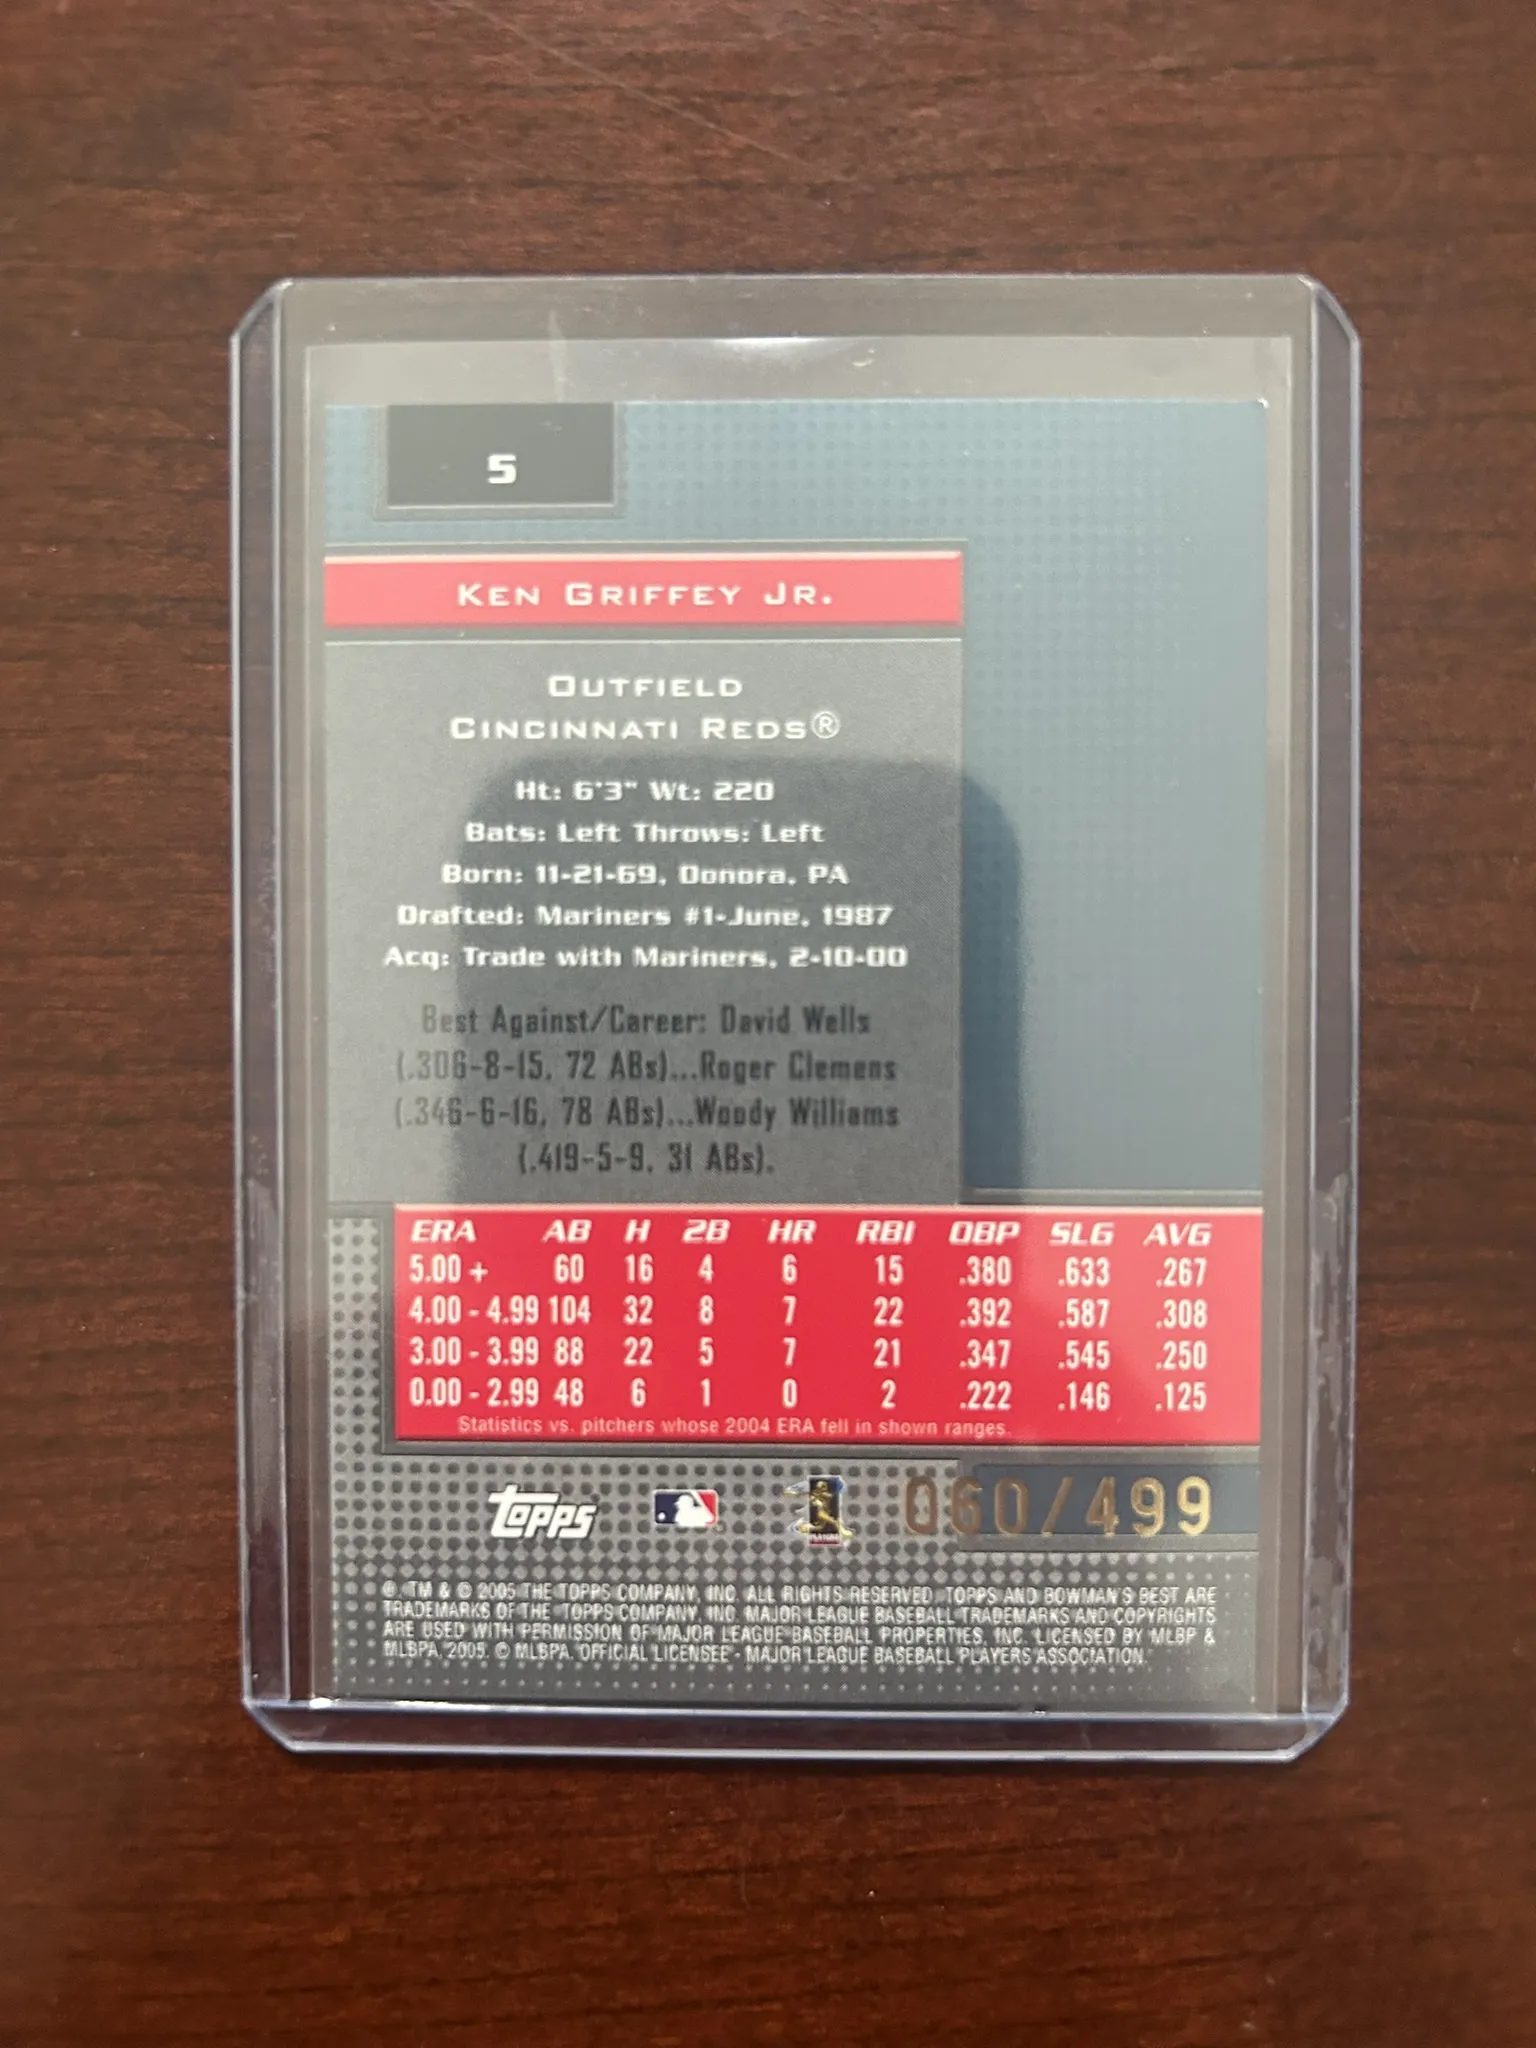 5
KEN GRIFFEY JR.
OUTFIELD
CINCINNATI REDS®
Ht: 6'3" Wt: 220
Bats: Left Throws: Left
Born: 11-21-69, Donora, PA
Drafted: Mariners #1-June, 1987
Acq: Trade with Mariners, 2-10-00
Best Against/Career: David Wells
(.306-8-15, 72 ABs)...Roger Clemens
(.346-6-16, 78 ABs)...Woody Williams
(.419-5-9, 31 ABs).
ERA AB H 2B HR RBI OBP SLG AVG
5.00 + 60 16 4 6 15 .380 .633 .267
4.00 - 4.99 104 32 8 7 22 .392 .587 .308
3.00 - 3.99 88 22 5 7 21 .347 .545 .250
0.00 - 2.99 48 6 1 0 2 .222 .146 .125
Statistics vs. pitchers whose 2004 ERA fell in shown ranges.
TOPPS 060/499
®, TM & © 2005 THE TOPPS COMPANY, INC. ALL RIGHTS RESERVED. TOPPS AND BOWMAN'S BEST ARE
TRADEMARKS OF THE TOPPS COMPANY, INC. MAJOR LEAGUE BASEBALL TRADEMARKS AND COPYRIGHTS
ARE USED WITH PERMISSION OF MAJOR LEAGUE BASEBALL PROPERTIES, INC. LICENSED BY MLBP &
MLBPA, 2005. © MLBPA. OFFICIAL LICENSEE - MAJOR LEAGUE BASEBALL PLAYERS ASSOCIATION.